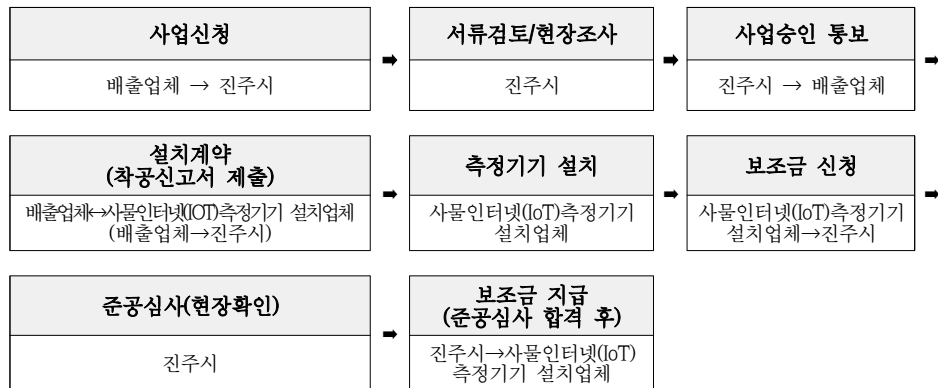 사업신청
배출업체 → 진주시
➡
서류검토/현장조사
진주시
➡
사업승인 통보
진주시 → 배출업체
➡
설치계약
(착공신고서 제출)
배출업체↔사물인터넷(IOT)측정기기 설치업체
(배출업체→진주시)
➡
측정기기 설치
사물인터넷(IoT)측정기기
설치업체
➡
보조금 신청
사물인터넷(IoT)측정기기
설치업체→진주시
➡
준공심사(현장확인)
진주시
➡
보조금 지급
(준공심사 합격 후)
진주시→사물인터넷(IoT)
측정기기 설치업체